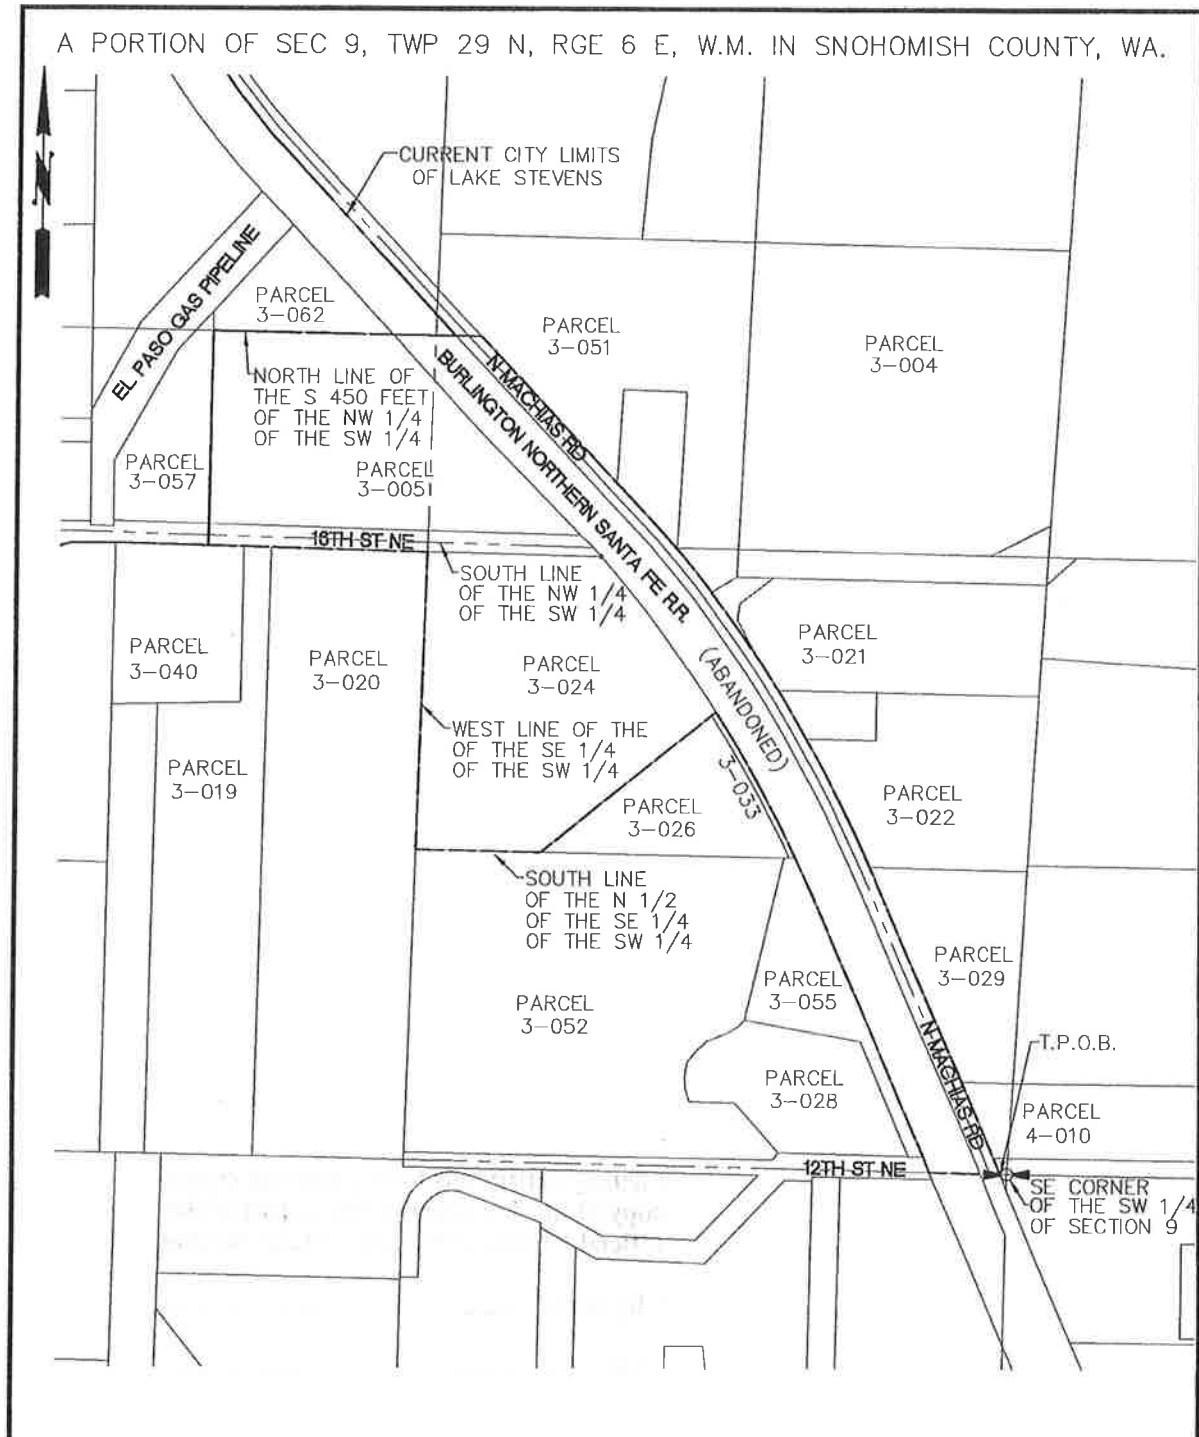 A PORTION OF SEC 9, TWP 29 N, RGE 6 E, W.M. IN SNOHOMISH COUNTY, WA.
N
CURRENT CITY LIMITS
OF LAKE STEVENS
EL PASO GAS PIPELINE
PARCEL
3-062
PARCEL
3-051
PARCEL
3-004
NORTH LINE OF
THE S 450 FEET
OF THE NW 1/4
OF THE SW 1/4
N MACHIAS RD
BURLINGTON NORTHERN SANTA FE R.R.
(ABANDONED)
PARCEL
3-057
PARCEL
3-005
16TH ST NE
SOUTH LINE
OF THE NW 1/4
OF THE SW 1/4
PARCEL
3-040
PARCEL
3-020
PARCEL
3-024
PARCEL
3-021
WEST LINE OF THE
OF THE SE 1/4
OF THE SW 1/4
PARCEL
3-019
3-033
PARCEL
3-026
PARCEL
3-022
SOUTH LINE
OF THE N 1/2
OF THE SE 1/4
OF THE SW 1/4
PARCEL
3-029
PARCEL
3-055
PARCEL
3-052
N MACHIAS RD
T.P.O.B.
PARCEL
3-028
PARCEL
4-010
12TH ST NE
SE CORNER
OF THE SW 1/4
OF SECTION 9